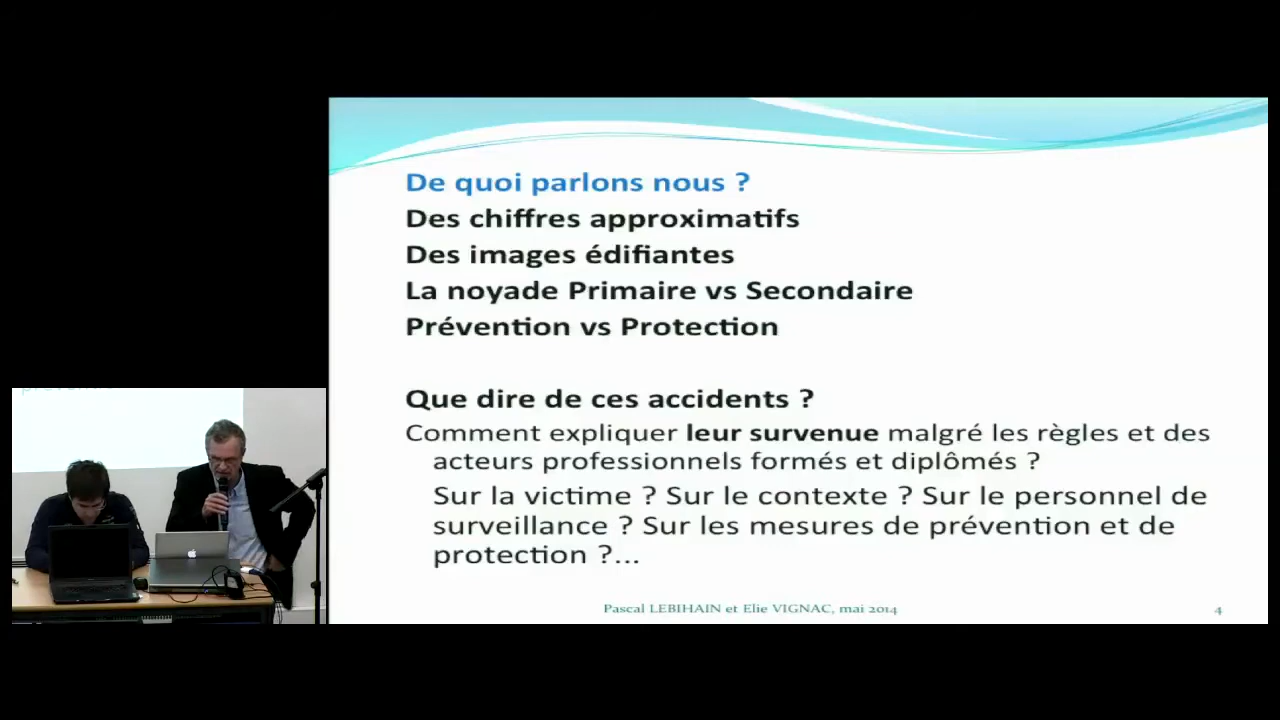 De quoi parlons nous ?
Des chiffres approximatifs
Des images édifiantes
La noyade Primaire vs Secondaire
Prévention vs Protection
Que dire de ces accidents ?
Comment expliquer leur survenue malgré les règles et des
acteurs professionnels formés et diplômés ?
Sur la victime ? Sur le contexte ? Sur le personnel de
surveillance ? Sur les mesures de prévention et de
protection ?...
Pascal LEBIHAIN et Elie VIGNAC, mai 2014
4